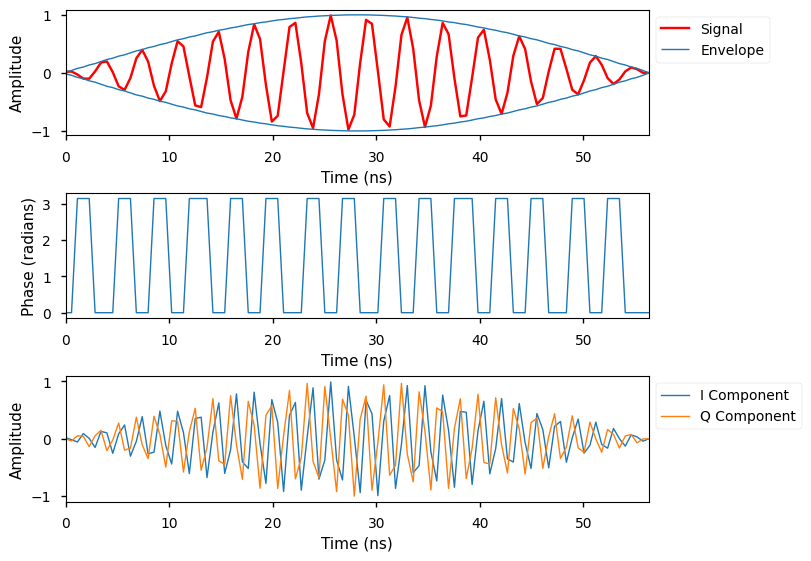 1
0
−1
Amplitude
0 10 20 30 40 50
Time (ns)
Signal
Envelope
3
2
1
0
Phase (radians)
0 10 20 30 40 50
Time (ns)
1
0
−1
Amplitude
0 10 20 30 40 50
Time (ns)
I Component
Q Component